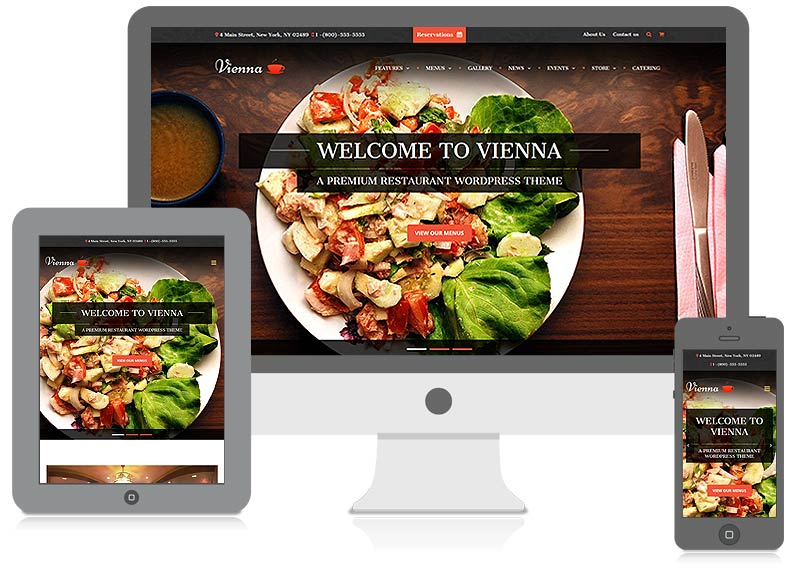 4 Main Street, New York, NY 02489 1 - (800)-555-5555 Reservations About Us Contact us
Vienna FEATURES MENUS GALLERY NEWS EVENTS STORE CATERING
WELCOME TO VIENNA
A PREMIUM RESTAURANT WORDPRESS THEME
VIEW OUR MENUS
4 Main Street, New York, NY 02489 1 - (800)-555-5555
Vienna
WELCOME TO VIENNA
A PREMIUM RESTAURANT WORDPRESS THEME
VIEW OUR MENUS
4 Main Street, New York, NY 02489
1 - (800)-555-5555
Vienna
WELCOME TO
VIENNA
A PREMIUM RESTAURANT
WORDPRESS THEME
VIEW OUR MENUS